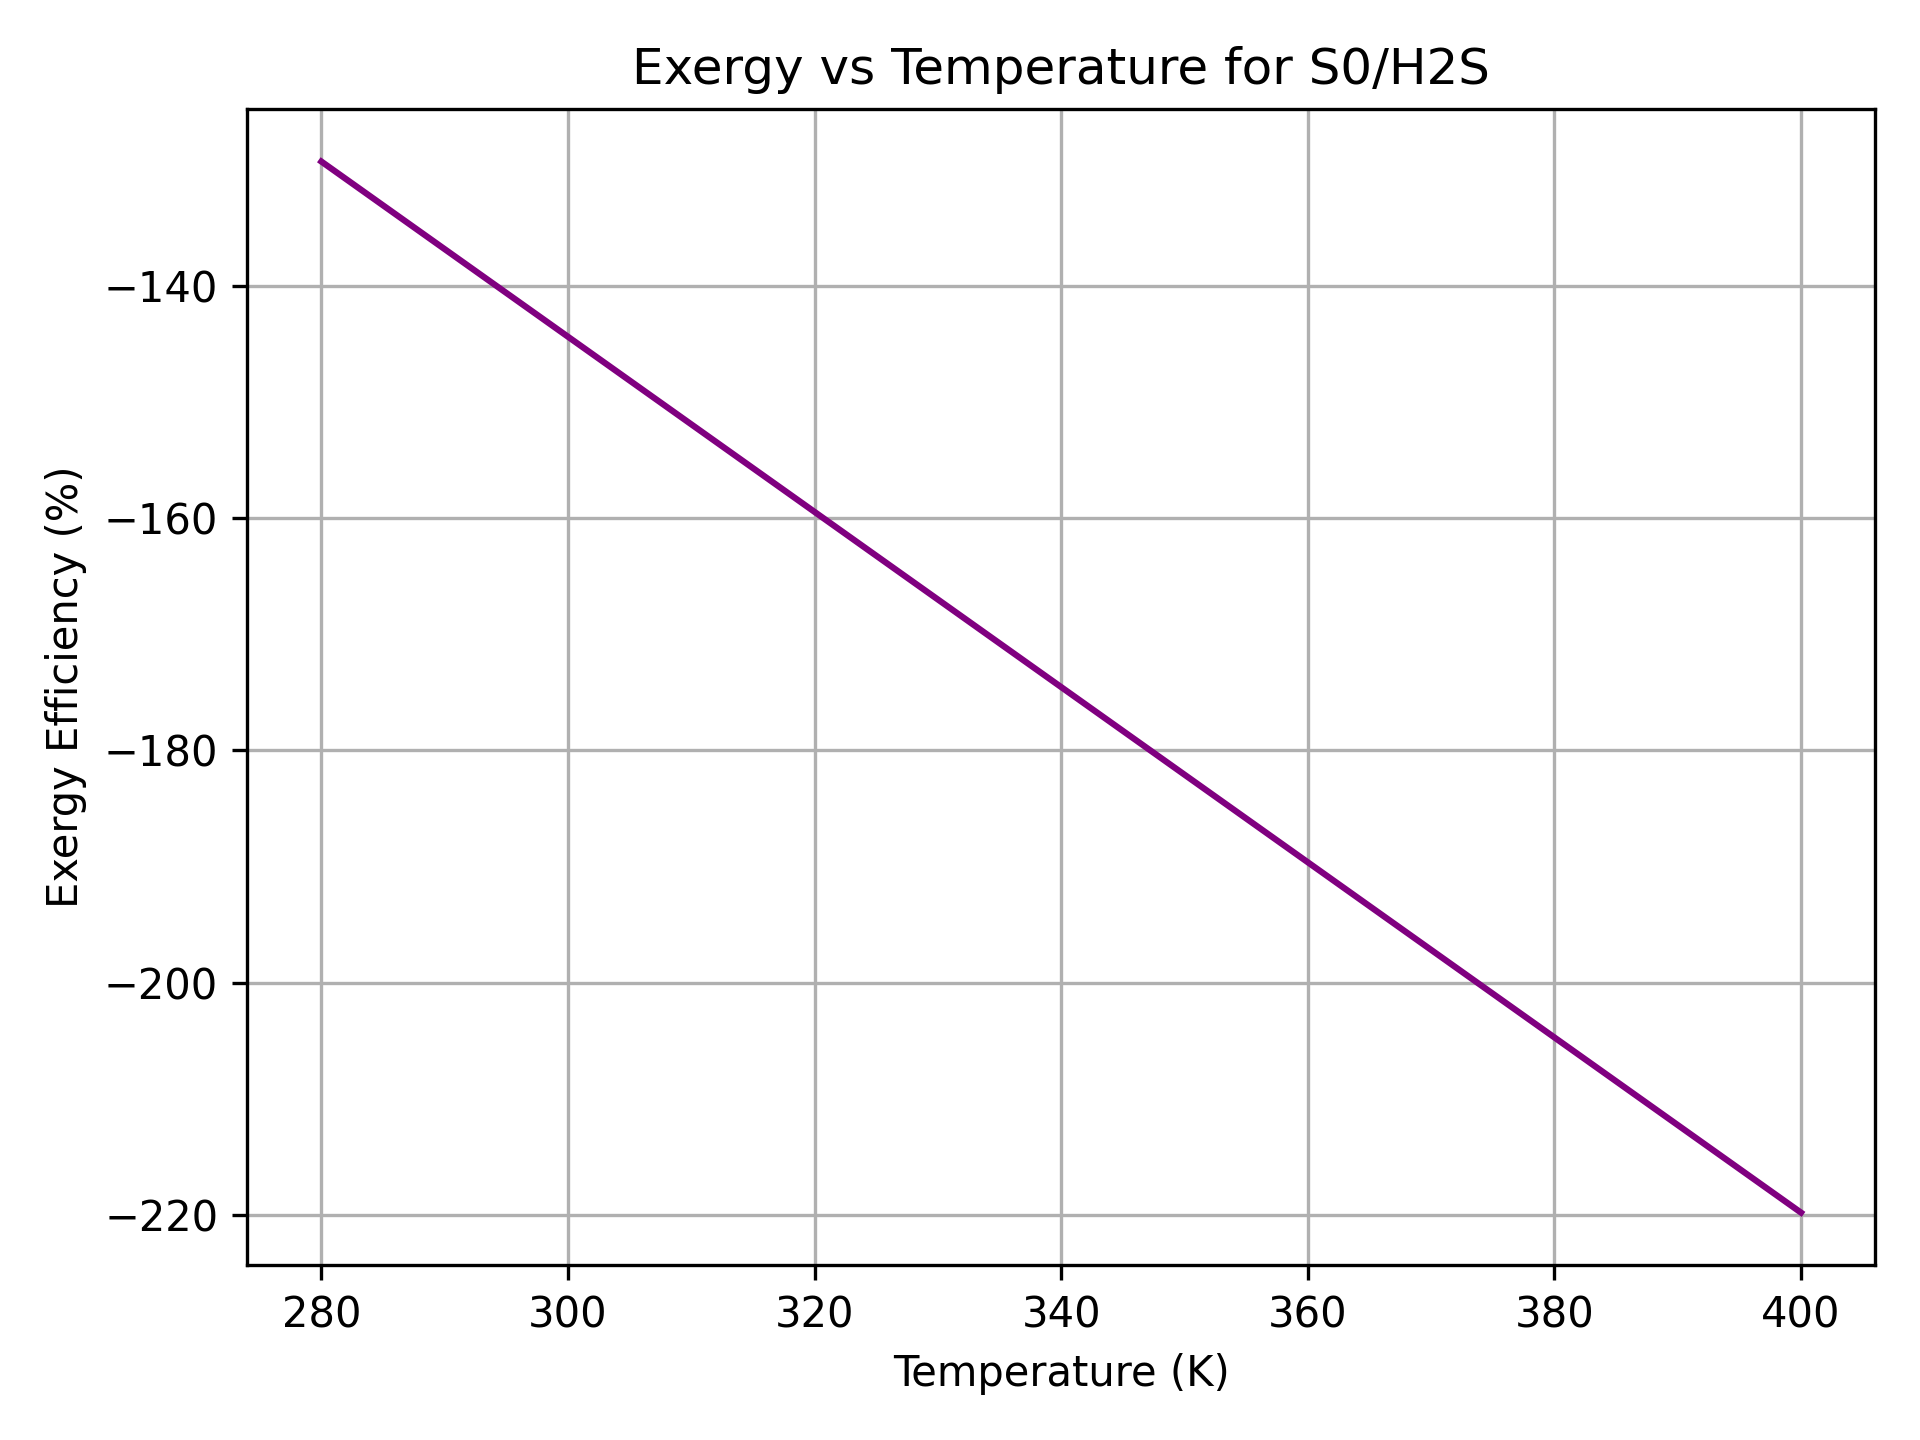 Exergy vs Temperature for S0/H2S
Exergy Efficiency (%)
−140
−160
−180
−200
−220
280 300 320 340 360 380 400
Temperature (K)